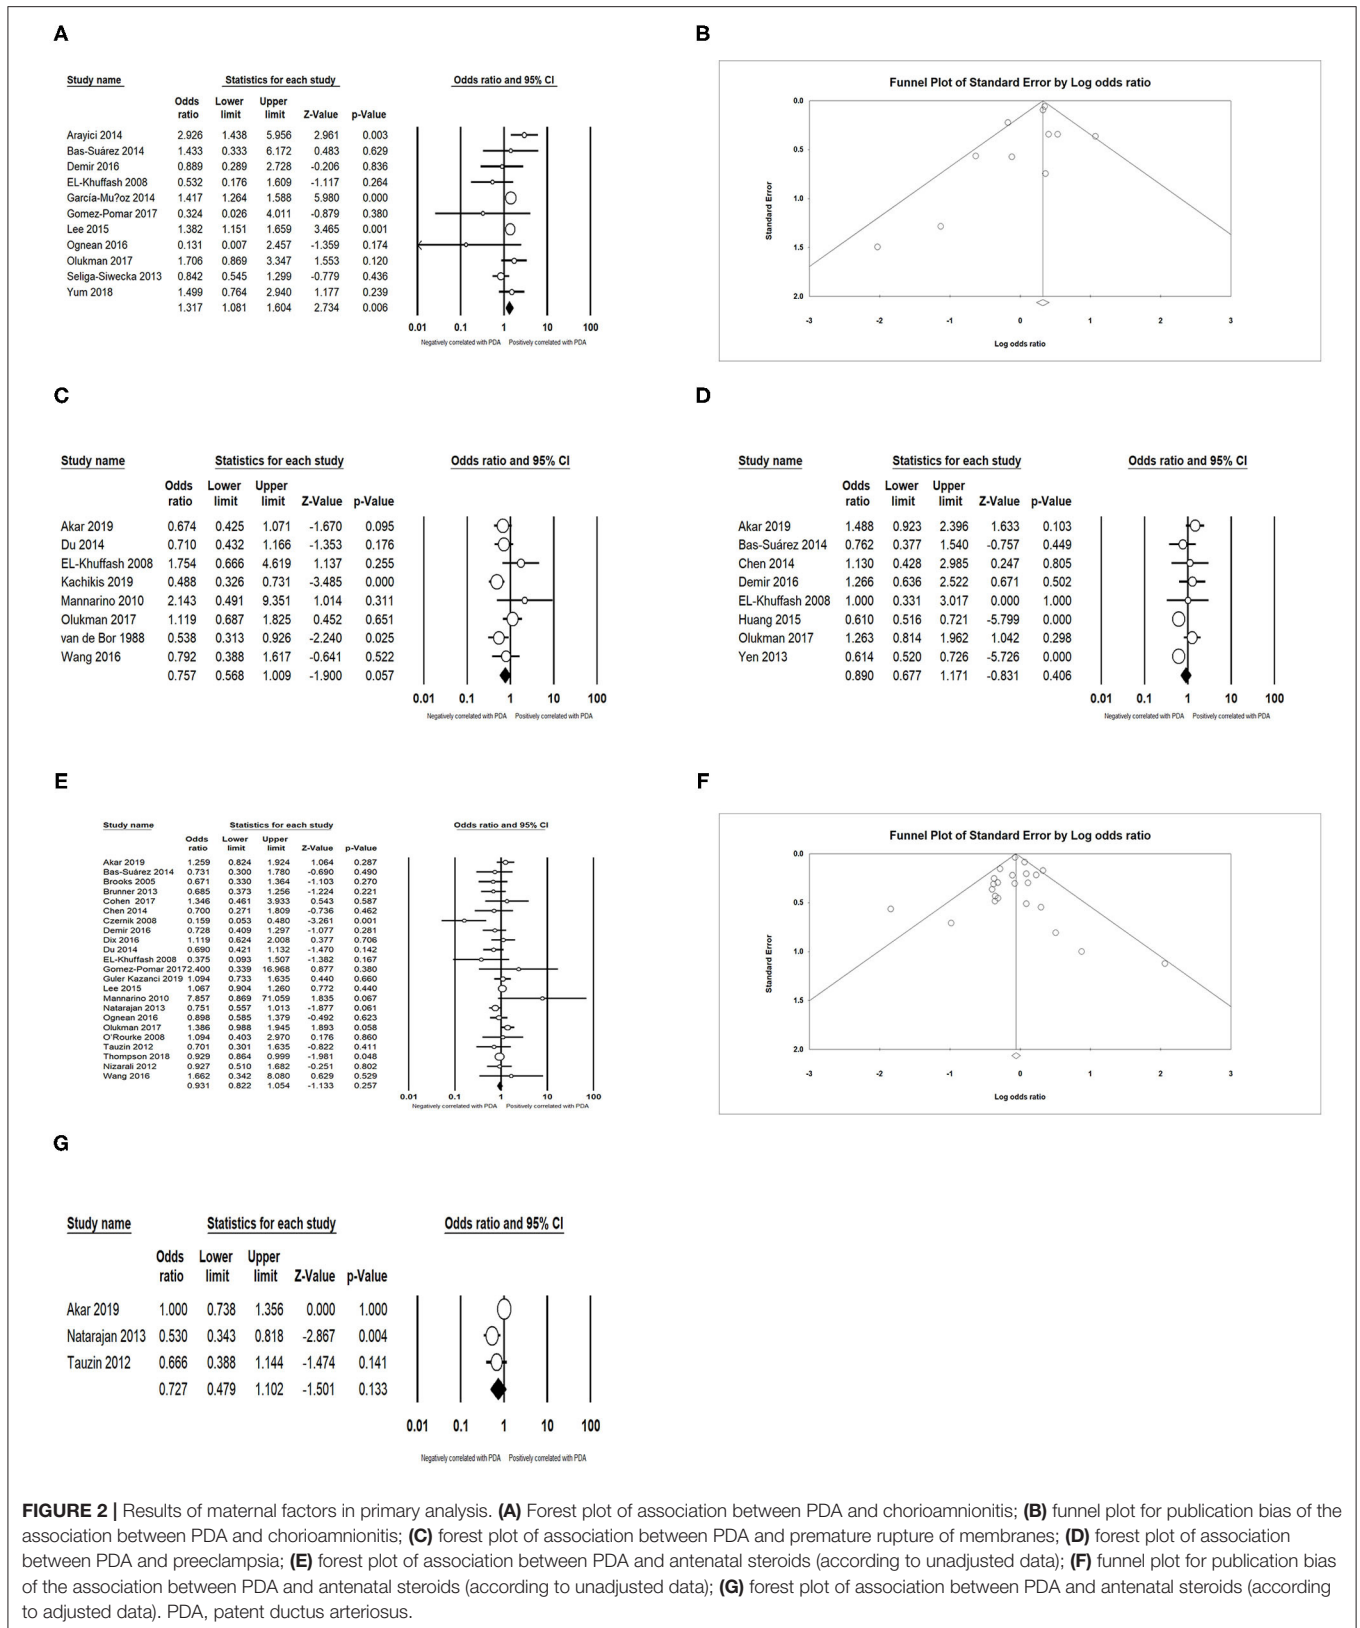 A
Study name Statistics for each study Odds ratio and 95% CI
Odds Lower Upper
ratio limit limit Z-Value p-Value
Arayici 2014 2.926 1.438 5.956 2.961 0.003
Bas-Suárez 2014 1.433 0.333 6.172 0.483 0.629
Demir 2016 0.889 0.289 2.728 -0.206 0.836
EL-Khuffash 2008 0.532 0.176 1.609 -1.117 0.264
García-Mu?oz 2014 1.417 1.264 1.588 5.980 0.000
Gomez-Pomar 2017 0.324 0.026 4.011 -0.879 0.380
Lee 2015 1.382 1.151 1.659 3.465 0.001
Ognean 2016 0.131 0.007 2.457 -1.359 0.174
Olukman 2017 1.706 0.869 3.347 1.553 0.120
Seliga-Siwecka 2013 0.842 0.545 1.299 -0.779 0.436
Yum 2018 1.499 0.764 2.940 1.177 0.239
1.317 1.081 1.604 2.734 0.006
0.01 0.1 1 10 100
Negatively correlated with PDA Positively correlated with PDA
B
Funnel Plot of Standard Error by Log odds ratio
Standard Error
0.0
0.5
1.0
1.5
2.0
-3 -2 -1 0 1 2 3
Log odds ratio
C
Study name Statistics for each study Odds ratio and 95% CI
Odds Lower Upper
ratio limit limit Z-Value p-Value
Akar 2019 0.674 0.425 1.071 -1.670 0.095
Du 2014 0.710 0.432 1.166 -1.353 0.176
EL-Khuffash 2008 1.754 0.666 4.619 1.137 0.255
Kachikis 2019 0.488 0.326 0.731 -3.485 0.000
Mannarino 2010 2.143 0.491 9.351 1.014 0.311
Olukman 2017 1.119 0.687 1.825 0.452 0.651
van de Bor 1988 0.538 0.313 0.926 -2.240 0.025
Wang 2016 0.792 0.388 1.617 -0.641 0.522
0.757 0.568 1.009 -1.900 0.057
0.01 0.1 1 10 100
Negatively correlated with PDA Positively correlated with PDA
D
Study name Statistics for each study Odds ratio and 95% CI
Odds Lower Upper
ratio limit limit Z-Value p-Value
Akar 2019 1.488 0.923 2.396 1.633 0.103
Bas-Suárez 2014 0.762 0.377 1.540 -0.757 0.449
Chen 2014 1.130 0.428 2.985 0.247 0.805
Demir 2016 1.266 0.636 2.522 0.671 0.502
EL-Khuffash 2008 1.000 0.331 3.017 0.000 1.000
Huang 2015 0.610 0.516 0.721 -5.799 0.000
Olukman 2017 1.263 0.814 1.962 1.042 0.298
Yen 2013 0.614 0.520 0.726 -5.726 0.000
0.890 0.677 1.171 -0.831 0.406
0.01 0.1 1 10 100
Negatively correlated with PDA Positively correlated with PDA
E
Study name Statistics for each study Odds ratio and 95% CI
Odds Lower Upper
ratio limit limit Z-Value p-Value
Akar 2019 1.259 0.824 1.924 1.064 0.287
Bas-Suárez 2014 0.731 0.300 1.780 -0.690 0.490
Brooks 2005 0.671 0.330 1.364 -1.103 0.270
Brunner 2013 0.685 0.373 1.256 -1.224 0.221
Cohen 2017 1.346 0.461 3.933 0.543 0.587
Chen 2014 0.700 0.271 1.809 -0.736 0.462
Czernik 2008 0.159 0.053 0.480 -3.261 0.001
Demir 2016 0.728 0.409 1.297 -1.077 0.281
Dix 2016 1.119 0.624 2.008 0.377 0.706
Du 2014 0.690 0.421 1.132 -1.470 0.142
EL-Khuffash 2008 0.375 0.093 1.507 -1.382 0.167
Gomez-Pomar 2017 2.400 0.339 16.968 0.877 0.380
Guler Kazanci 2019 1.094 0.733 1.635 0.440 0.660
Lee 2015 1.067 0.904 1.260 0.772 0.440
Mannarino 2010 7.857 0.869 71.059 1.835 0.067
Natarajan 2013 0.751 0.557 1.013 -1.877 0.061
Ognean 2016 0.898 0.585 1.379 -0.492 0.623
Olukman 2017 1.386 0.988 1.945 1.893 0.058
O'Rourke 2008 1.094 0.403 2.970 0.176 0.860
Tauzin 2012 0.701 0.301 1.635 -0.822 0.411
Thompson 2018 0.929 0.864 0.999 -1.981 0.048
Nizarali 2012 0.927 0.510 1.682 -0.251 0.802
Wang 2016 1.662 0.342 8.080 0.629 0.529
0.931 0.822 1.054 -1.133 0.257
0.01 0.1 1 10 100
Negatively correlated with PDA Positively correlated with PDA
F
Funnel Plot of Standard Error by Log odds ratio
Standard Error
0.0
0.5
1.0
1.5
2.0
-3 -2 -1 0 1 2 3
Log odds ratio
G
Study name Statistics for each study Odds ratio and 95% CI
Odds Lower Upper
ratio limit limit Z-Value p-Value
Akar 2019 1.000 0.738 1.356 0.000 1.000
Natarajan 2013 0.530 0.343 0.818 -2.867 0.004
Tauzin 2012 0.666 0.388 1.144 -1.474 0.141
0.727 0.479 1.102 -1.501 0.133
0.01 0.1 1 10 100
Negatively correlated with PDA Positively correlated with PDA
FIGURE 2 | Results of maternal factors in primary analysis. (A) Forest plot of association between PDA and chorioamnionitis; (B) funnel plot for publication bias of the
association between PDA and chorioamnionitis; (C) forest plot of association between PDA and premature rupture of membranes; (D) forest plot of association
between PDA and preeclampsia; (E) forest plot of association between PDA and antenatal steroids (according to unadjusted data); (F) funnel plot for publication bias
of the association between PDA and antenatal steroids (according to unadjusted data); (G) forest plot of association between PDA and antenatal steroids (according
to adjusted data). PDA, patent ductus arteriosus.